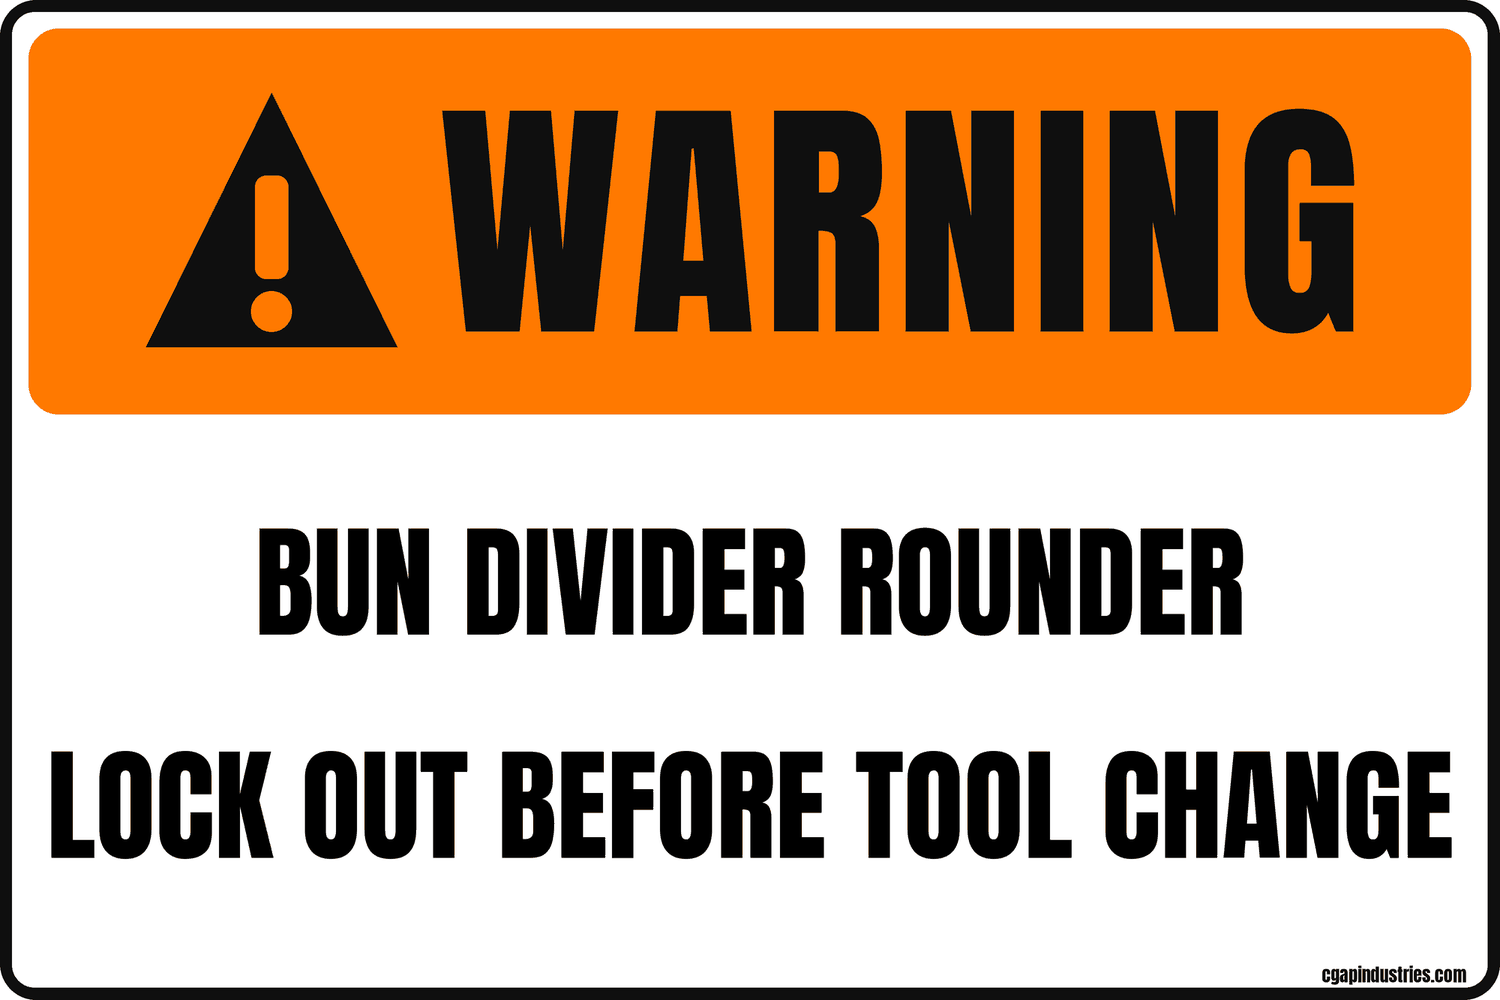 WARNING
BUN DIVIDER ROUNDER
LOCK OUT BEFORE TOOL CHANGE
cgapindustries.com